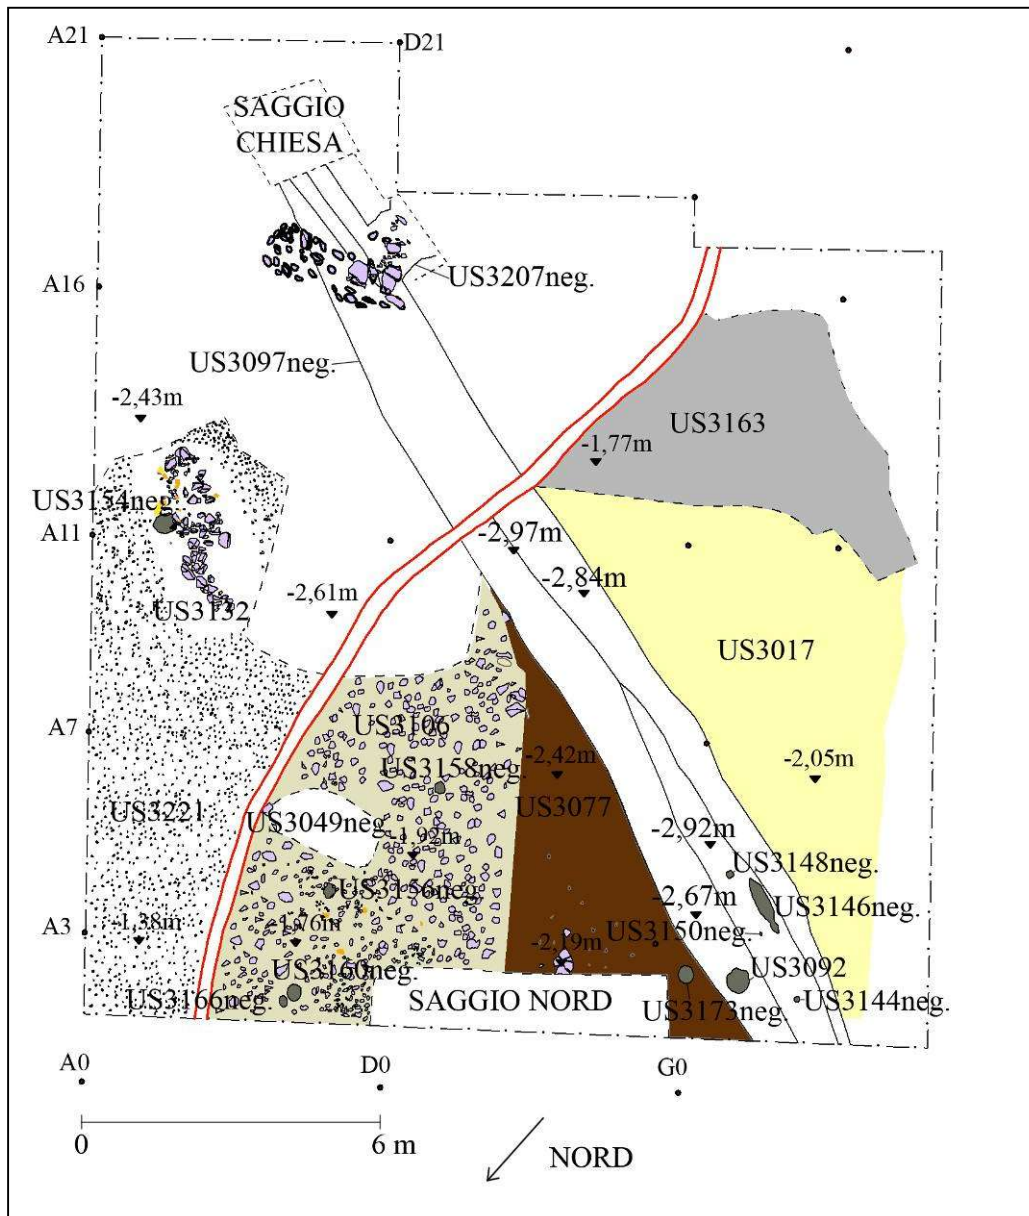 A21
D21
SAGGIO
CHIESA
A16
US3207neg.
US3097neg.
-2,43m
US3163
-1,77m
US3154neg.
A11
-2,97m
-2,84m
-2,61m
US3132
US3017
A7
US3106
US3158neg.
-2,42m
-2,05m
US3221
US3077
US3049neg.
-1,92m
-2,92m
US3148neg.
US3156neg.
-2,67m
US3146neg.
A3
-1,38m
-1,76m
US3150neg.
-2,19m
US3160neg.
US3092
US3166neg.
SAGGIO NORD
US3173neg.
US3144neg.
A0
D0
G0
0
6 m
NORD